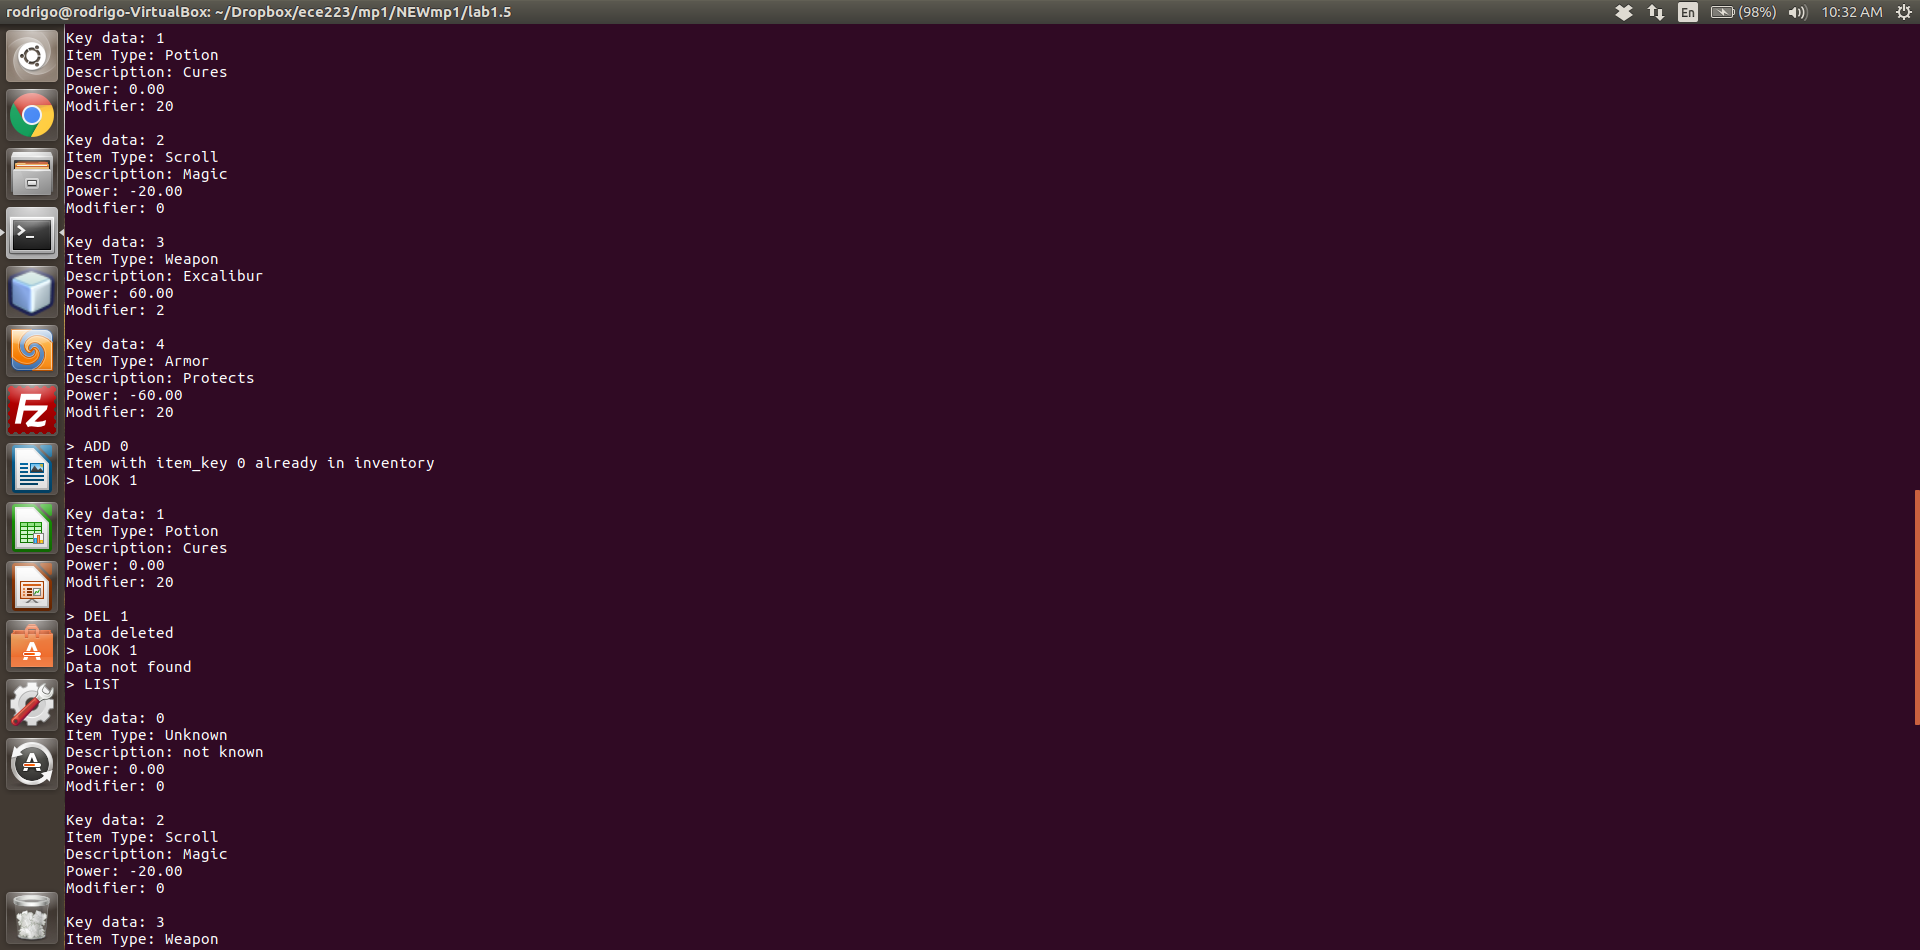 rodrigo@rodrigo-VirtualBox: ~/Dropbox/ece223/mp1/NEWmp1/lab1.5
En (98%) 10:32 AM
Key data: 1
Item Type: Potion
Description: Cures
Power: 0.00
Modifier: 20
Key data: 2
Item Type: Scroll
Description: Magic
Power: -20.00
Modifier: 0
Key data: 3
Item Type: Weapon
Description: Excalibur
Power: 60.00
Modifier: 2
Key data: 4
Item Type: Armor
Description: Protects
Power: -60.00
Modifier: 20
> ADD 0
Item with item_key 0 already in inventory
> LOOK 1
Key data: 1
Item Type: Potion
Description: Cures
Power: 0.00
Modifier: 20
> DEL 1
Data deleted
> LOOK 1
Data not found
> LIST
Key data: 0
Item Type: Unknown
Description: not known
Power: 0.00
Modifier: 0
Key data: 2
Item Type: Scroll
Description: Magic
Power: -20.00
Modifier: 0
Key data: 3
Item Type: Weapon